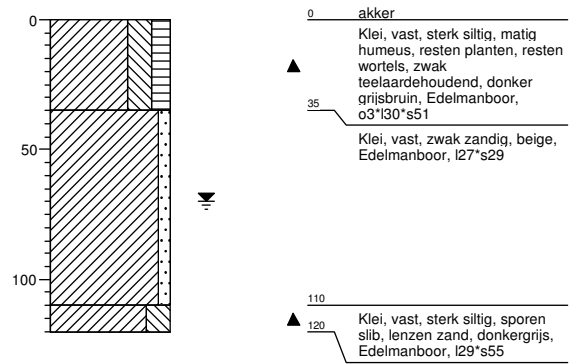 0
50
100
0 akker
Klei, vast, sterk siltig, matig
humeus, resten planten, resten
wortels, zwak
teelaardehoudend, donker
grijsbruin, Edelmanboor,
o3*l30*s51
35
Klei, vast, zwak zandig, beige,
Edelmanboor, l27*s29
110
Klei, vast, sterk siltig, sporen
slib, lenzen zand, donkergrijs,
Edelmanboor, l29*s55
120